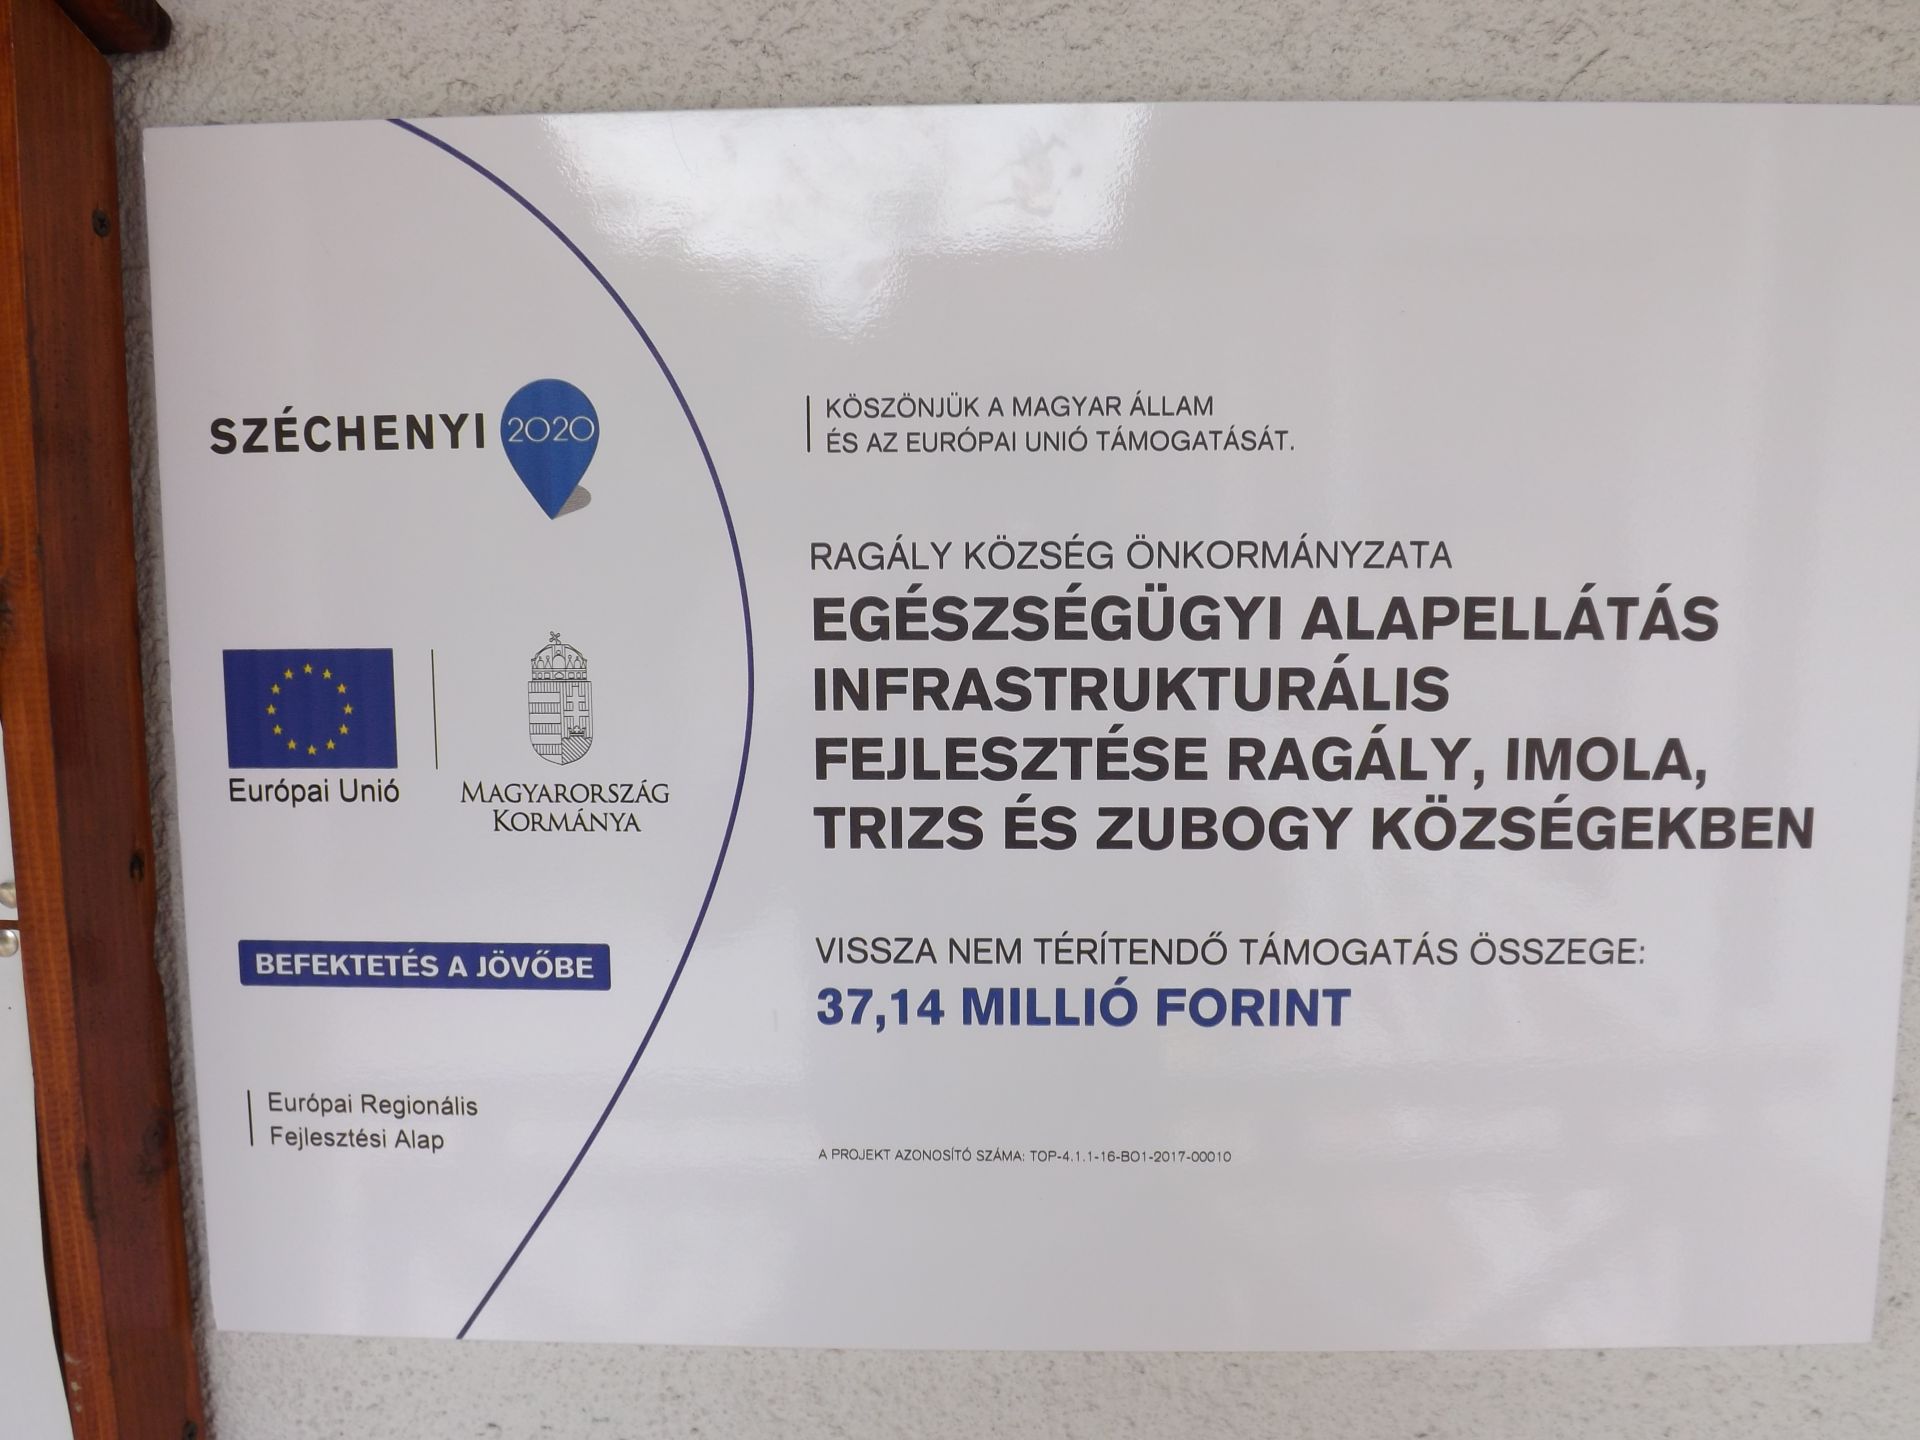 SZÉCHENYI 2020
Európai Unió
MAGYARORSZÁG
KORMÁNYA
BEFEKTETÉS A JÖVŐBE
Európai Regionális
Fejlesztési Alap
KÖSZÖNJÜK A MAGYAR ÁLLAM
ÉS AZ EURÓPAI UNIÓ TÁMOGATÁSÁT.
RAGÁLY KÖZSÉG ÖNKORMÁNYZATA
EGÉSZSÉGÜGYI ALAPELLÁTÁS
INFRASTRUKTURÁLIS
FEJLESZTÉSE RAGÁLY, IMOLA,
TRIZS ÉS ZUBOGY KÖZSÉGEKBEN
VISSZA NEM TÉRÍTENDŐ TÁMOGATÁS ÖSSZEGE:
37,14 MILLIÓ FORINT
A PROJEKT AZONOSÍTÓ SZÁMA: TOP-4.1.1-16-BO1-2017-00010